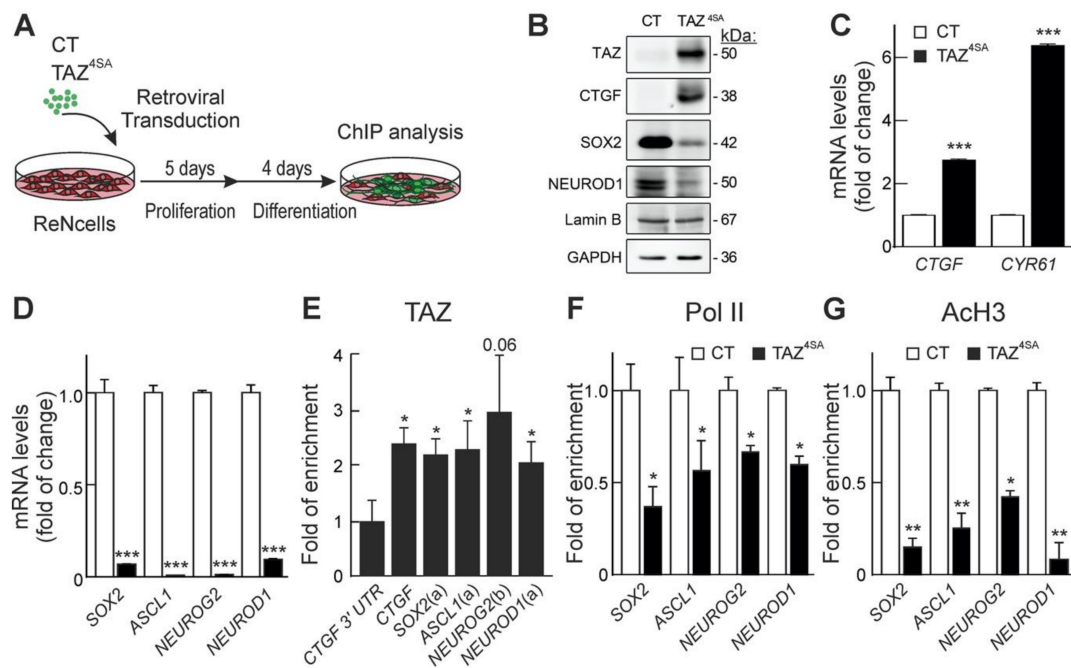 A
CT
TAZ4SA
Retroviral
Transduction
ChIP analysis
5 days
4 days
Proliferation
Differentiation
ReNcells
B
CT TAZ4SA
kDa:
TAZ - 50
CTGF - 38
SOX2 - 42
NEUROD1 - 50
Lamin B - 67
GAPDH - 36
C
CT
TAZ4SA
mRNA levels
(fold of change)
6
4
2
0
***
***
CTGF CYR61
D
mRNA levels
(fold of change)
1.0
0.5
0
*** *** *** ***
SOX2 ASCL1 NEUROG2 NEUROD1
E TAZ
Fold of enrichment
4
3
2
1
0
* * * 0.06 *
CTGF 3' UTR CTGF SOX2(a) ASCL1(a) NEUROG2(b) NEUROD1(a)
F Pol II
CT TAZ4SA
Fold of enrichment
1.0
0.5
0
* * * *
SOX2 ASCL1 NEUROG2 NEUROD1
G AcH3
CT TAZ4SA
Fold of enrichment
1.0
0.5
0
** ** * **
SOX2 ASCL1 NEUROG2 NEUROD1